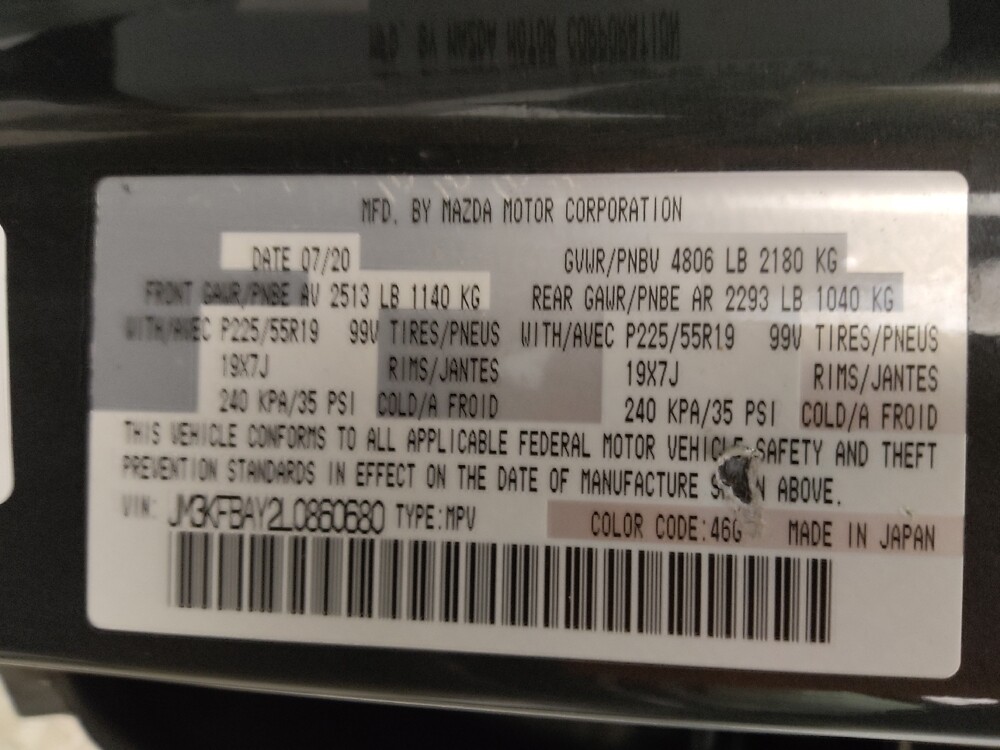 MFD. BY MAZDA MOTOR CORPORATION
DATE 07/20 GVWR/PNBV 4806 LB 2180 KG
FRONT GAWR/PNBE AV 2513 LB 1140 KG REAR GAWR/PNBE AR 2293 LB 1040 KG
WITH/AVEC P225/55R19 99V TIRES/PNEUS WITH/AVEC P225/55R19 99V TIRES/PNEUS
19X7J RIMS/JANTES 19X7J RIMS/JANTES
240 KPA/35 PSI COLD/A FROID 240 KPA/35 PSI COLD/A FROID
THIS VEHICLE CONFORMS TO ALL APPLICABLE FEDERAL MOTOR VEHICLE SAFETY AND THEFT
PREVENTION STANDARDS IN EFFECT ON THE DATE OF MANUFACTURE ABOVE.
VIN: JM3KFBAY2L0860680 TYPE:MPV COLOR CODE:46G MADE IN JAPAN